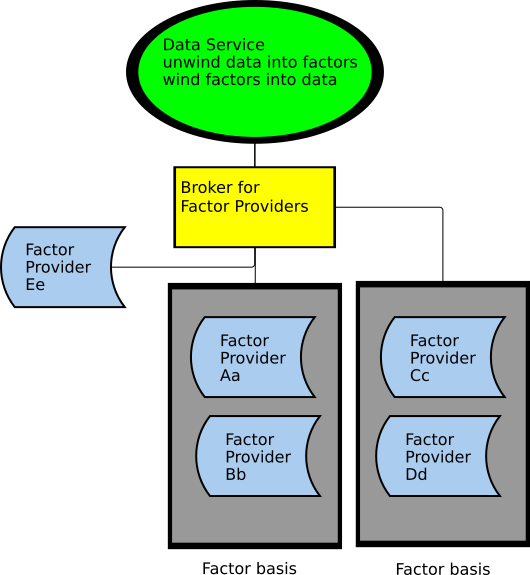 Data Service
unwind data into factors
wind factors into data
Broker for
Factor Providers
Factor
Provider
Ee
Factor
Provider
Aa
Factor
Provider
Cc
Factor
Provider
Bb
Factor
Provider
Dd
Factor basis
Factor basis